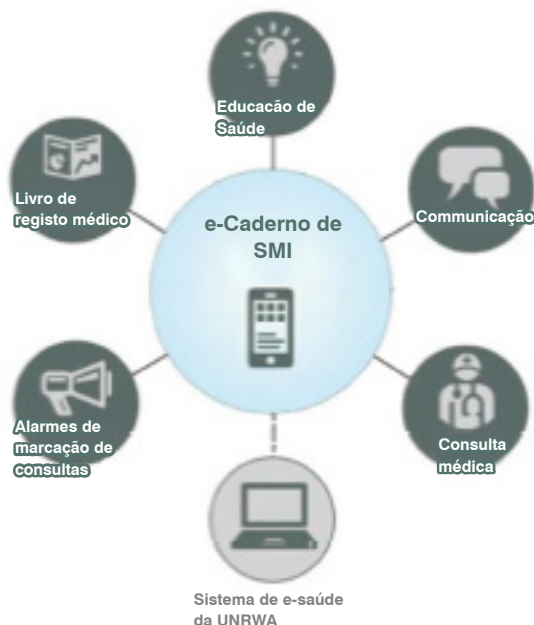 Educacão de
Saúde
Livro de
registo médico
Communicação
e-Caderno de
SMI
Alarmes de
marcação de
consultas
Consulta
médica
Sistema de e-saúde
da UNRWA